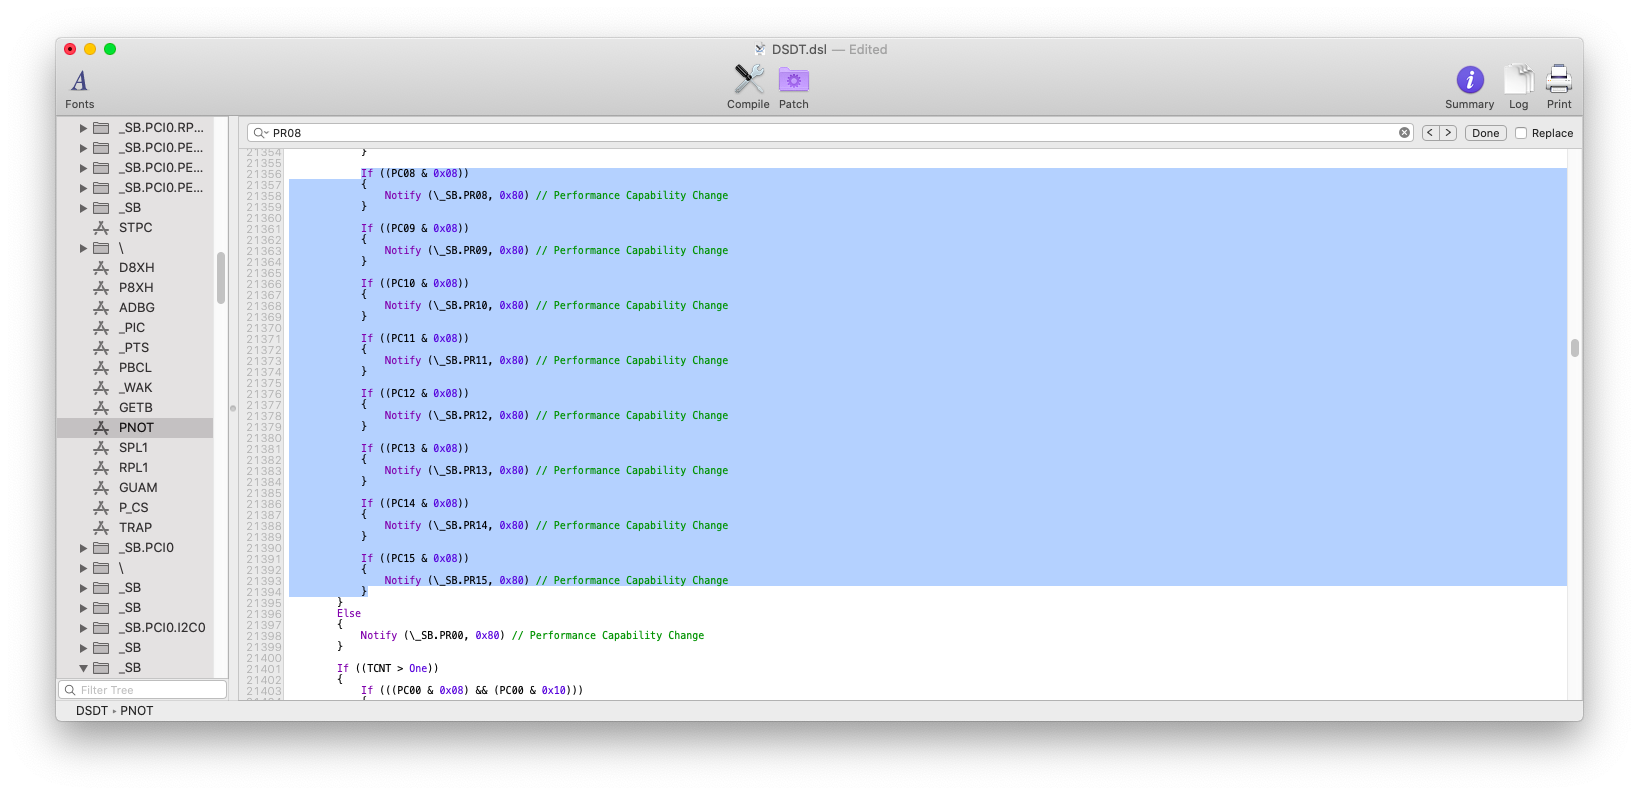 DSDT.dsl — Edited
A
Fonts
Compile
Patch
Summary
Log
Print
_SB.PCI0.RP...
_SB.PCI0.PE...
_SB.PCI0.PE...
_SB.PCI0.PE...
_SB
STPC
\
D8XH
P8XH
ADBG
_PIC
_PTS
PBCL
_WAK
GETB
PNOT
SPL1
RPL1
GUAM
P_CS
TRAP
_SB.PCI0
\
_SB
_SB
_SB.PCI0.I2C0
_SB
_SB
Filter Tree
DSDT ▸ PNOT
PR08
< >
Done
Replace
21354 }
21355
21356 If ((PC08 & 0x08))
21357 {
21358 Notify (\_SB.PR08, 0x80) // Performance Capability Change
21359 }
21360
21361 If ((PC09 & 0x08))
21362 {
21363 Notify (\_SB.PR09, 0x80) // Performance Capability Change
21364 }
21365
21366 If ((PC10 & 0x08))
21367 {
21368 Notify (\_SB.PR10, 0x80) // Performance Capability Change
21369 }
21370
21371 If ((PC11 & 0x08))
21372 {
21373 Notify (\_SB.PR11, 0x80) // Performance Capability Change
21374 }
21375
21376 If ((PC12 & 0x08))
21377 {
21378 Notify (\_SB.PR12, 0x80) // Performance Capability Change
21379 }
21380
21381 If ((PC13 & 0x08))
21382 {
21383 Notify (\_SB.PR13, 0x80) // Performance Capability Change
21384 }
21385
21386 If ((PC14 & 0x08))
21387 {
21388 Notify (\_SB.PR14, 0x80) // Performance Capability Change
21389 }
21390
21391 If ((PC15 & 0x08))
21392 {
21393 Notify (\_SB.PR15, 0x80) // Performance Capability Change
21394 }
21395 }
21396 Else
21397 {
21398 Notify (\_SB.PR00, 0x80) // Performance Capability Change
21399 }
21400
21401 If ((TCNT > One))
21402 {
21403 If (((PC00 & 0x08) && (PC00 & 0x10)))